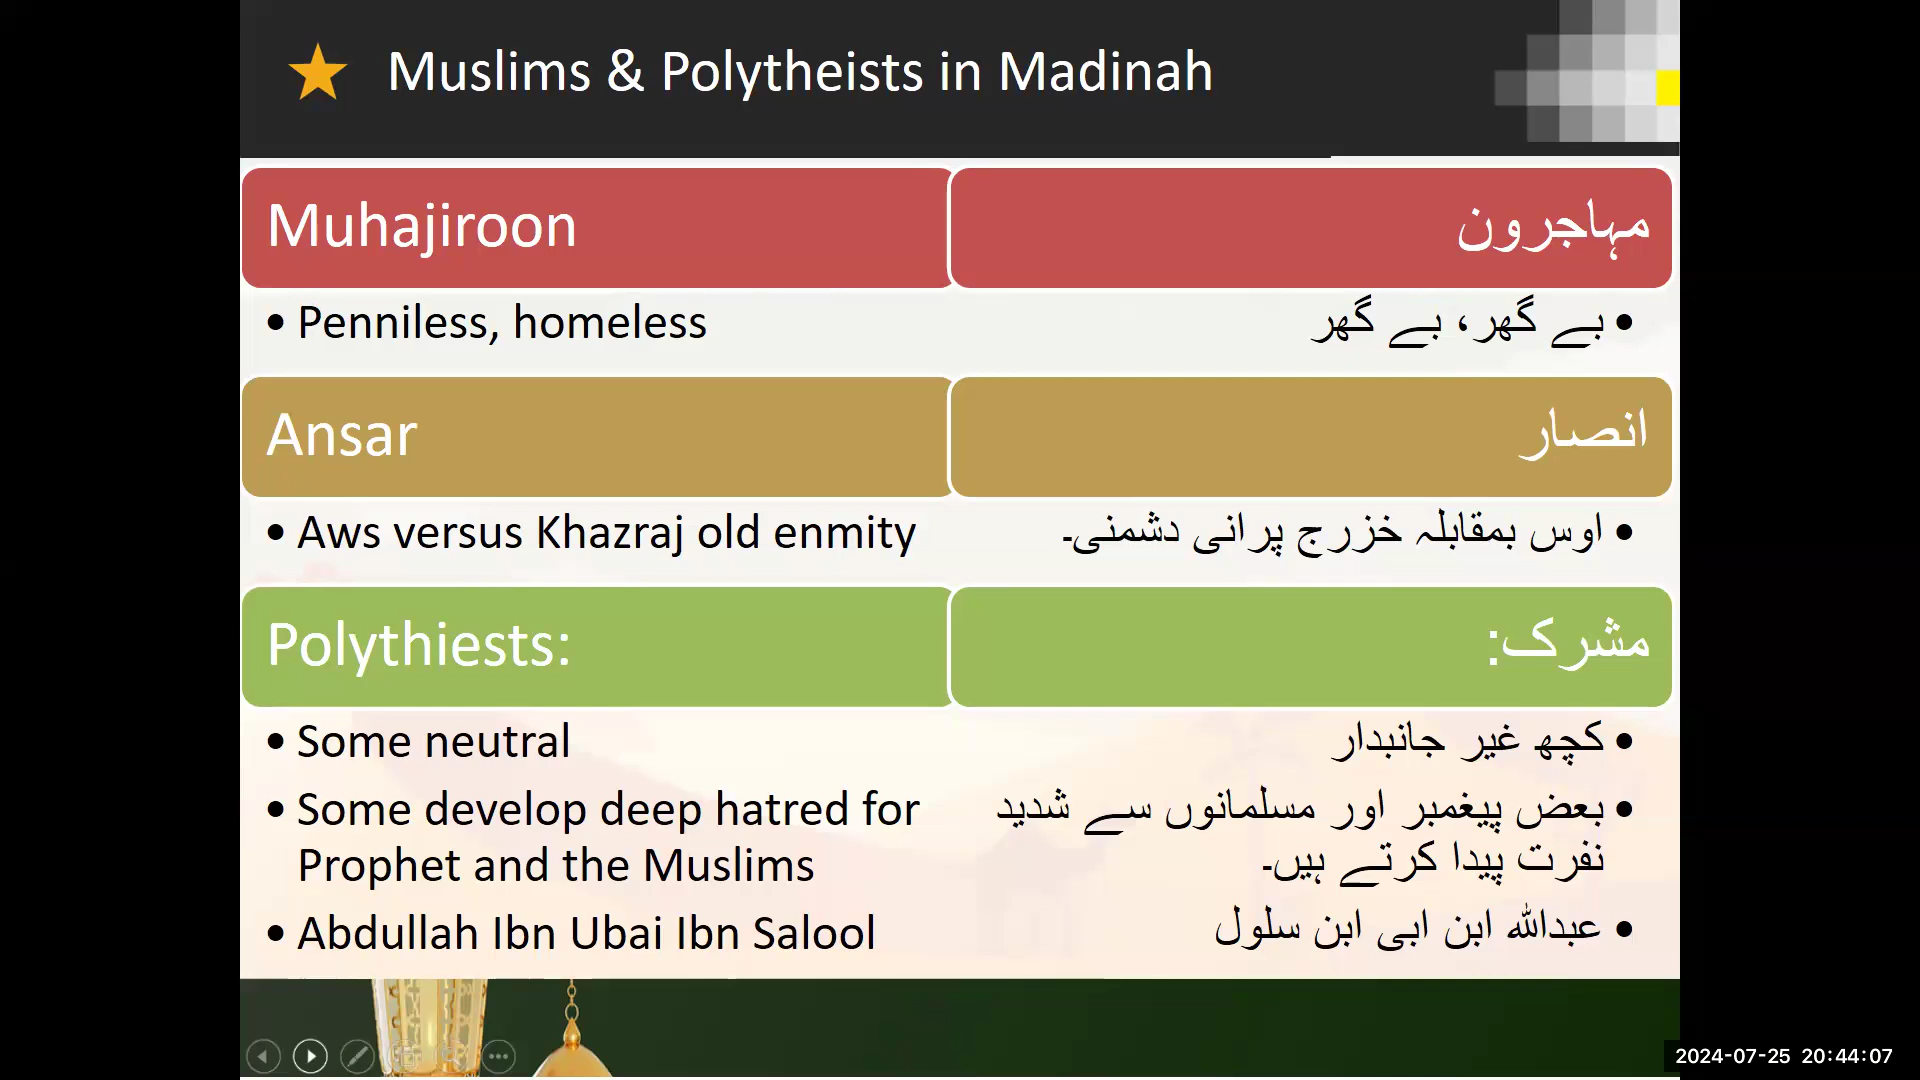 Muslims & Polytheists in Madinah
Muhajiroon
مہاجرون
• Penniless, homeless
• بے گھر، بے گھر
Ansar
انصار
• Aws versus Khazraj old enmity
• اوس بمقابلہ خزرج پرانی دشمنی۔
Polythiests:
مشرک:
• Some neutral
• کچھ غیر جانبدار
• Some develop deep hatred for
Prophet and the Muslims
• بعض پیغمبر اور مسلمانوں سے شدید
نفرت پیدا کرتے ہیں۔
• Abdullah Ibn Ubai Ibn Salool
• عبداللہ ابن ابی ابن سلول
2024-07-25 20:44:07